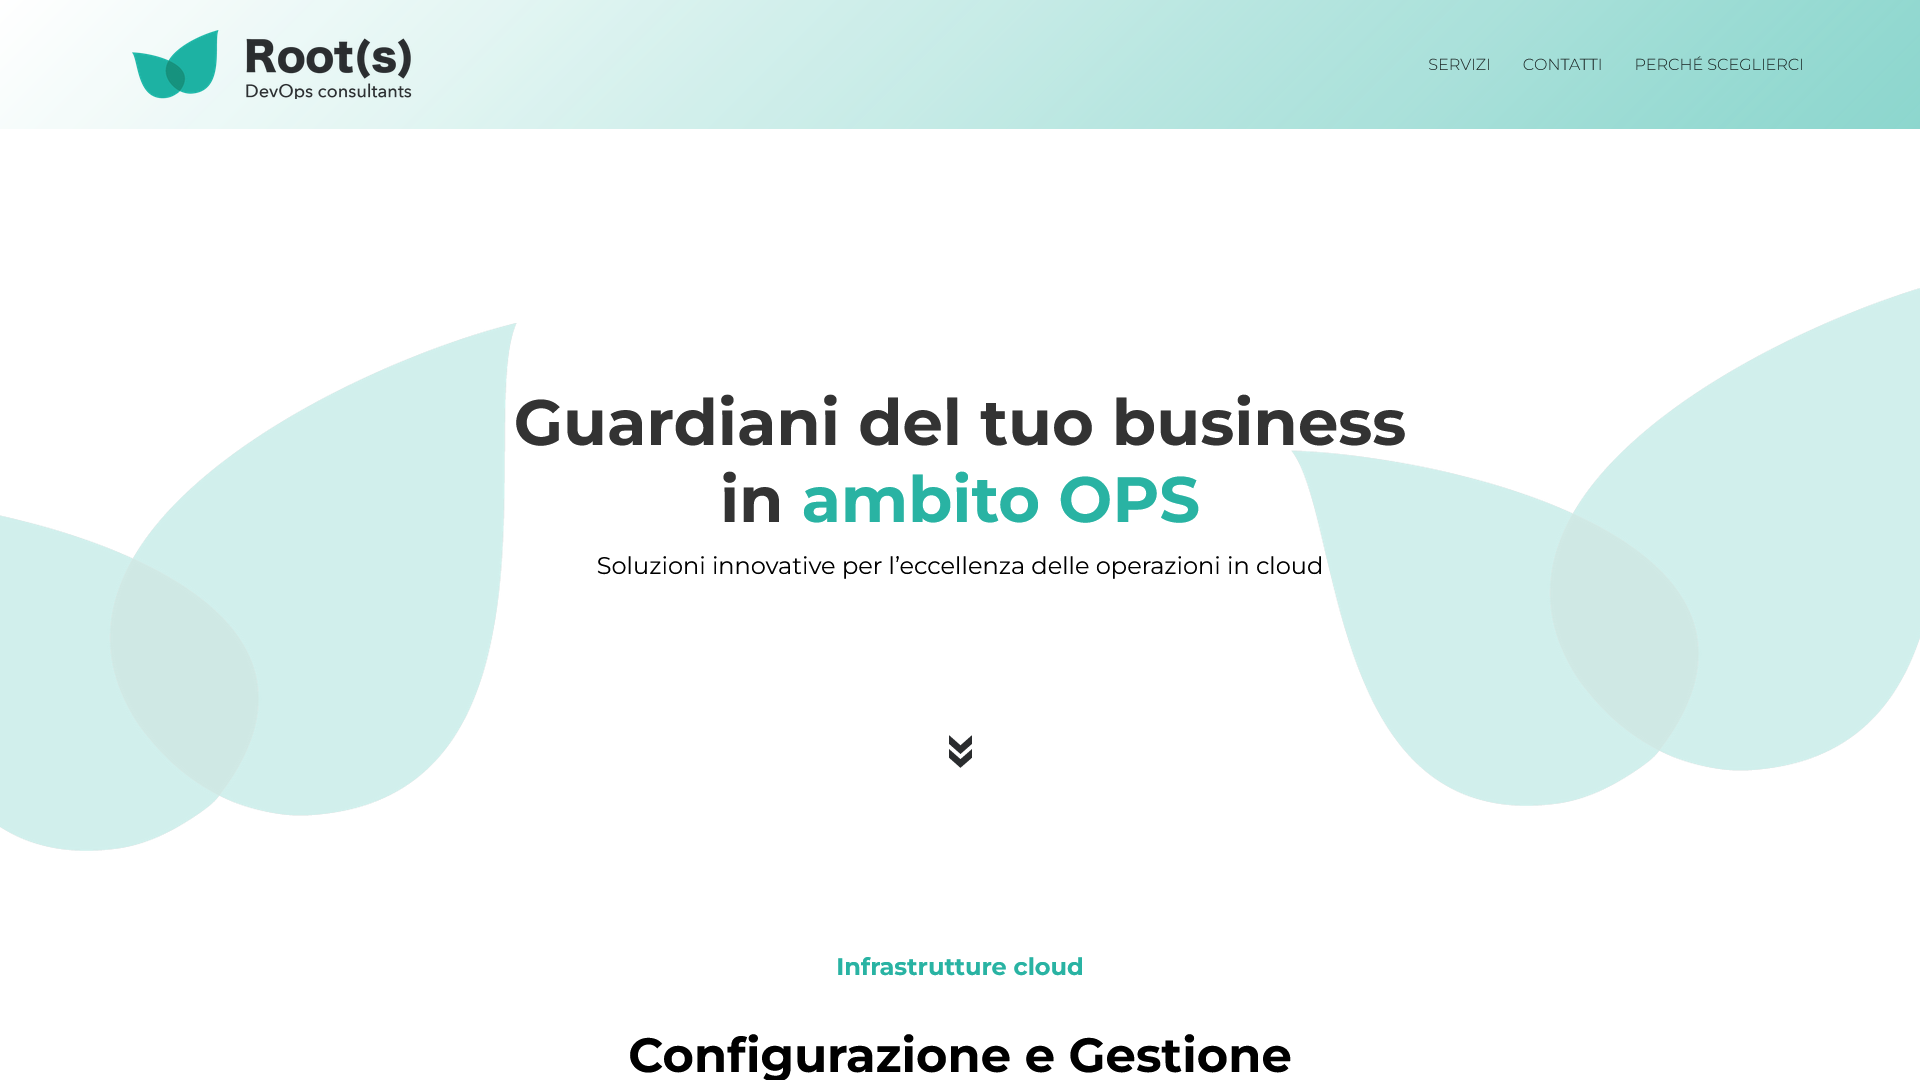 Root(s)
DevOps consultants
SERVIZI
CONTATTI
PERCHÉ SCEGLIERCI
Guardiani del tuo business
in ambito OPS
Soluzioni innovative per l’eccellenza delle operazioni in cloud
Infrastrutture cloud
Configurazione e Gestione